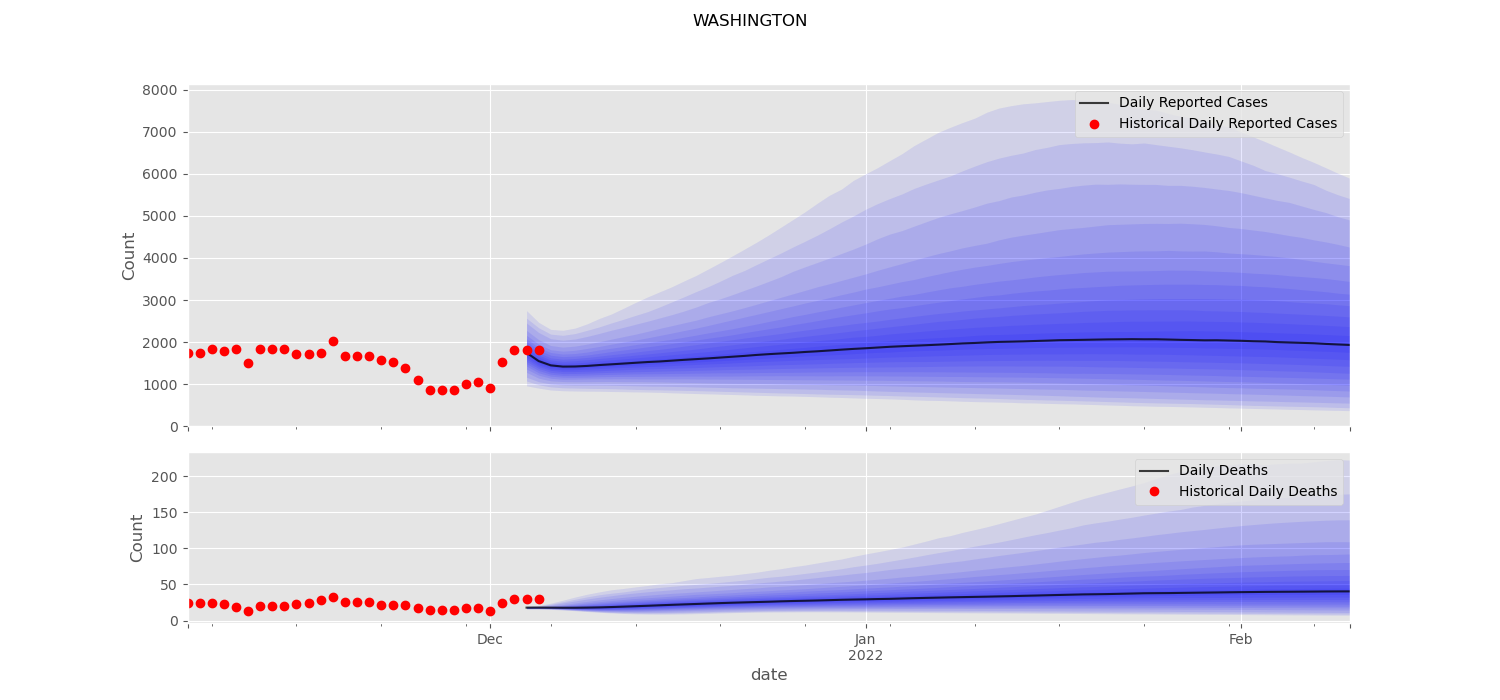 WASHINGTON
8000
7000
6000
5000
4000
3000
2000
1000
0
Count
Daily Reported Cases
Historical Daily Reported Cases
200
150
100
50
0
Count
Daily Deaths
Historical Daily Deaths
Dec
Jan
2022
Feb
date